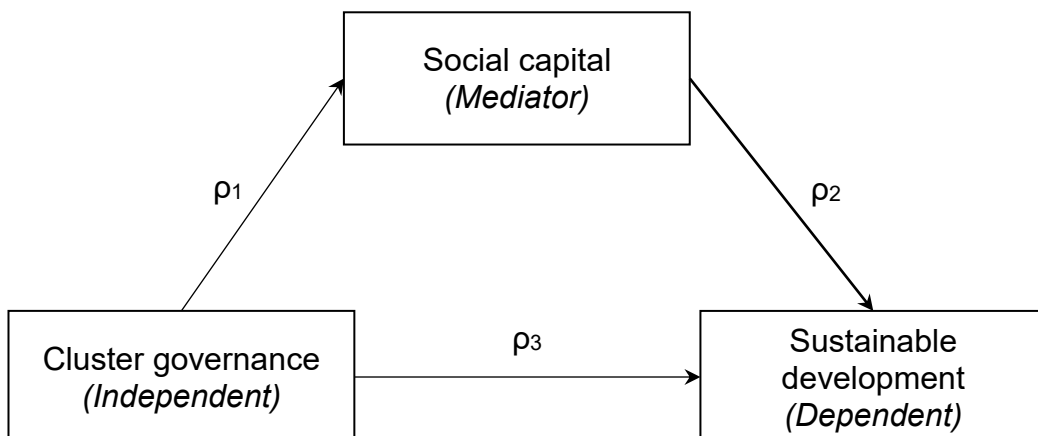 Social capital
(Mediator)
ρ1
ρ2
Cluster governance
(Independent)
ρ3
Sustainable
development
(Dependent)